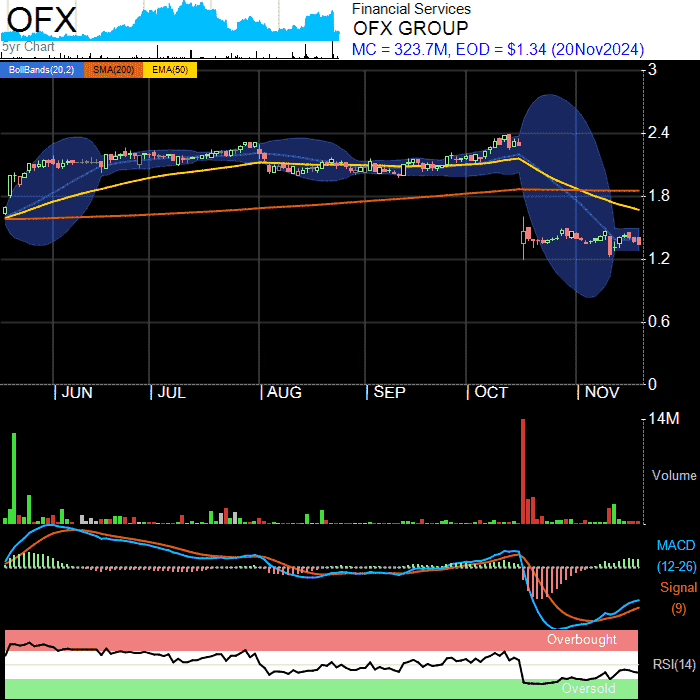 OFX
5yr Chart
Financial Services
OFX GROUP
MC = 323.7M, EOD = $1.34 (20Nov2024)
BollBands(20,2) SMA(200) EMA(50)
3
2.4
1.8
1.2
0.6
0
JUN JUL AUG SEP OCT NOV
14M
Volume
MACD
(12-26)
Signal
(9)
Overbought
RSI(14)
Oversold